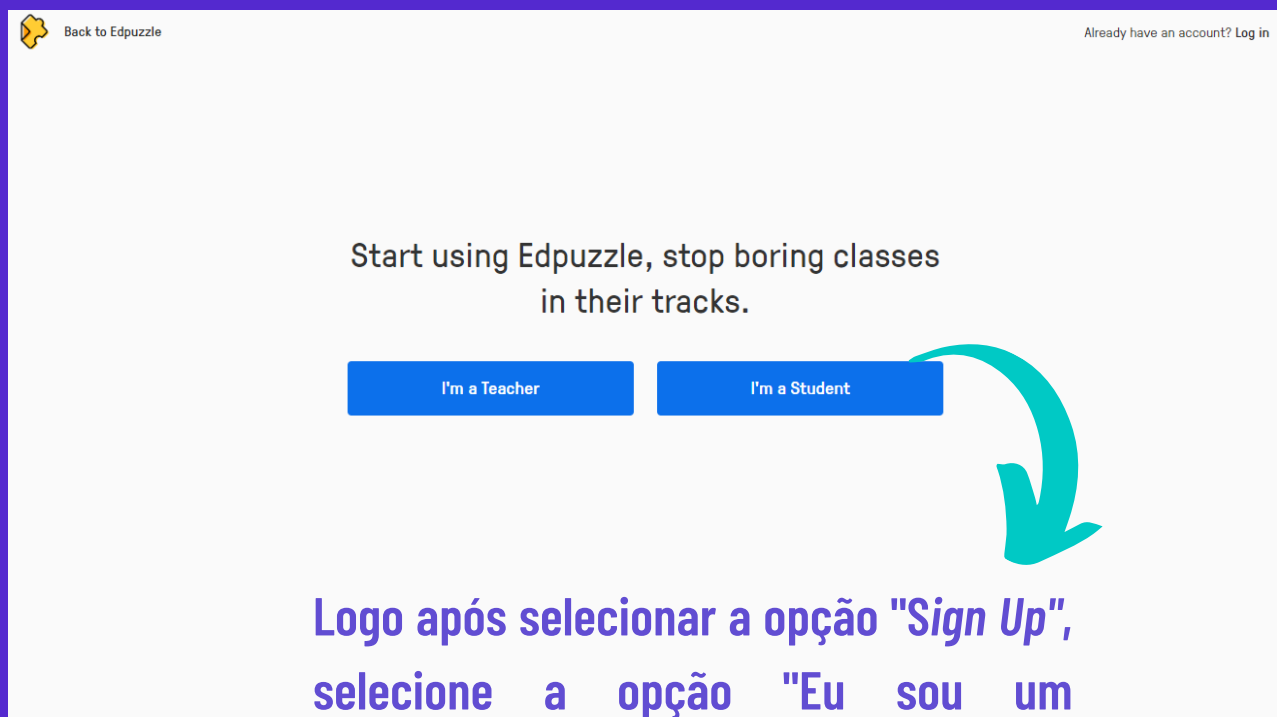 Back to Edpuzzle
Already have an account? Log in
Start using Edpuzzle, stop boring classes
in their tracks.
I'm a Teacher
I'm a Student
Logo após selecionar a opção "Sign Up",
selecione a opção "Eu sou um